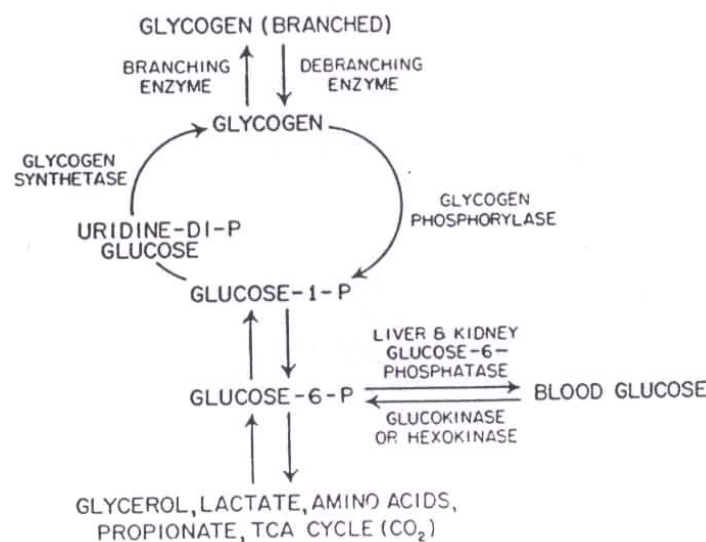 GLYCOGEN (BRANCHED)
BRANCHING
ENZYME
DEBRANCHING
ENZYME
GLYCOGEN
GLYCOGEN
SYNTHETASE
GLYCOGEN
PHOSPHORYLASE
URIDINE-DI-P
GLUCOSE
GLUCOSE-1-P
LIVER & KIDNEY
GLUCOSE-6-
PHOSPHATASE
GLUCOSE-6-P
BLOOD GLUCOSE
GLUCOKINASE
OR HEXOKINASE
GLYCEROL, LACTATE, AMINO ACIDS,
PROPIONATE, TCA CYCLE (CO₂)